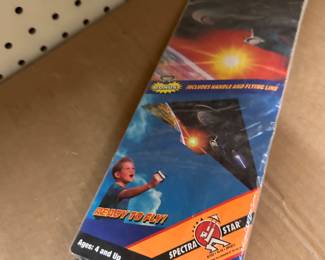 INCLUDES HANDLE AND FLYING LINE
READY TO FLY!
SPECTRA
STAR
Ages: 4 and Up